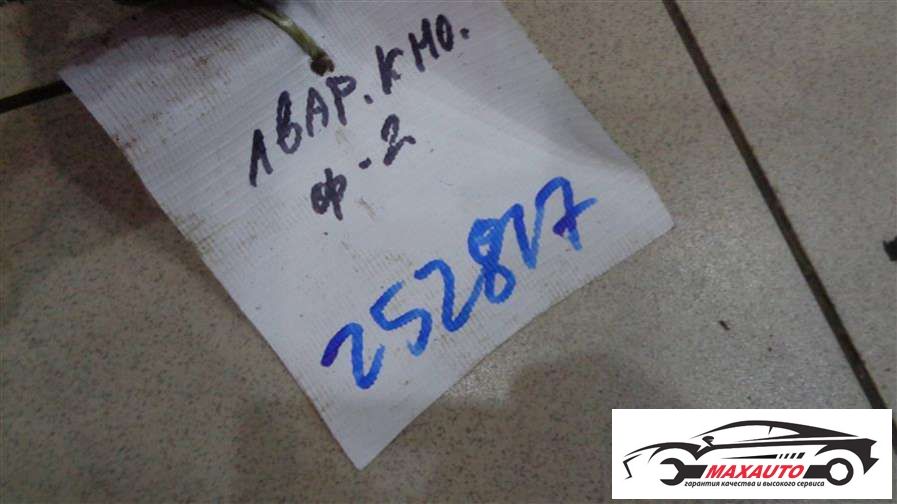 АВАР. КНО.
Ф-2
252817
MAXAUTO
гарантия качества и высокого сервиса